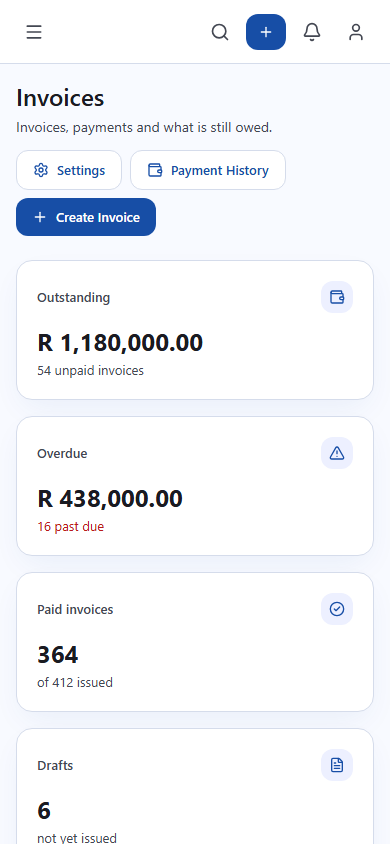 Invoices
Invoices, payments and what is still owed.
Settings
Payment History
Create Invoice
Outstanding
R 1,180,000.00
54 unpaid invoices
Overdue
R 438,000.00
16 past due
Paid invoices
364
of 412 issued
Drafts
6
not yet issued